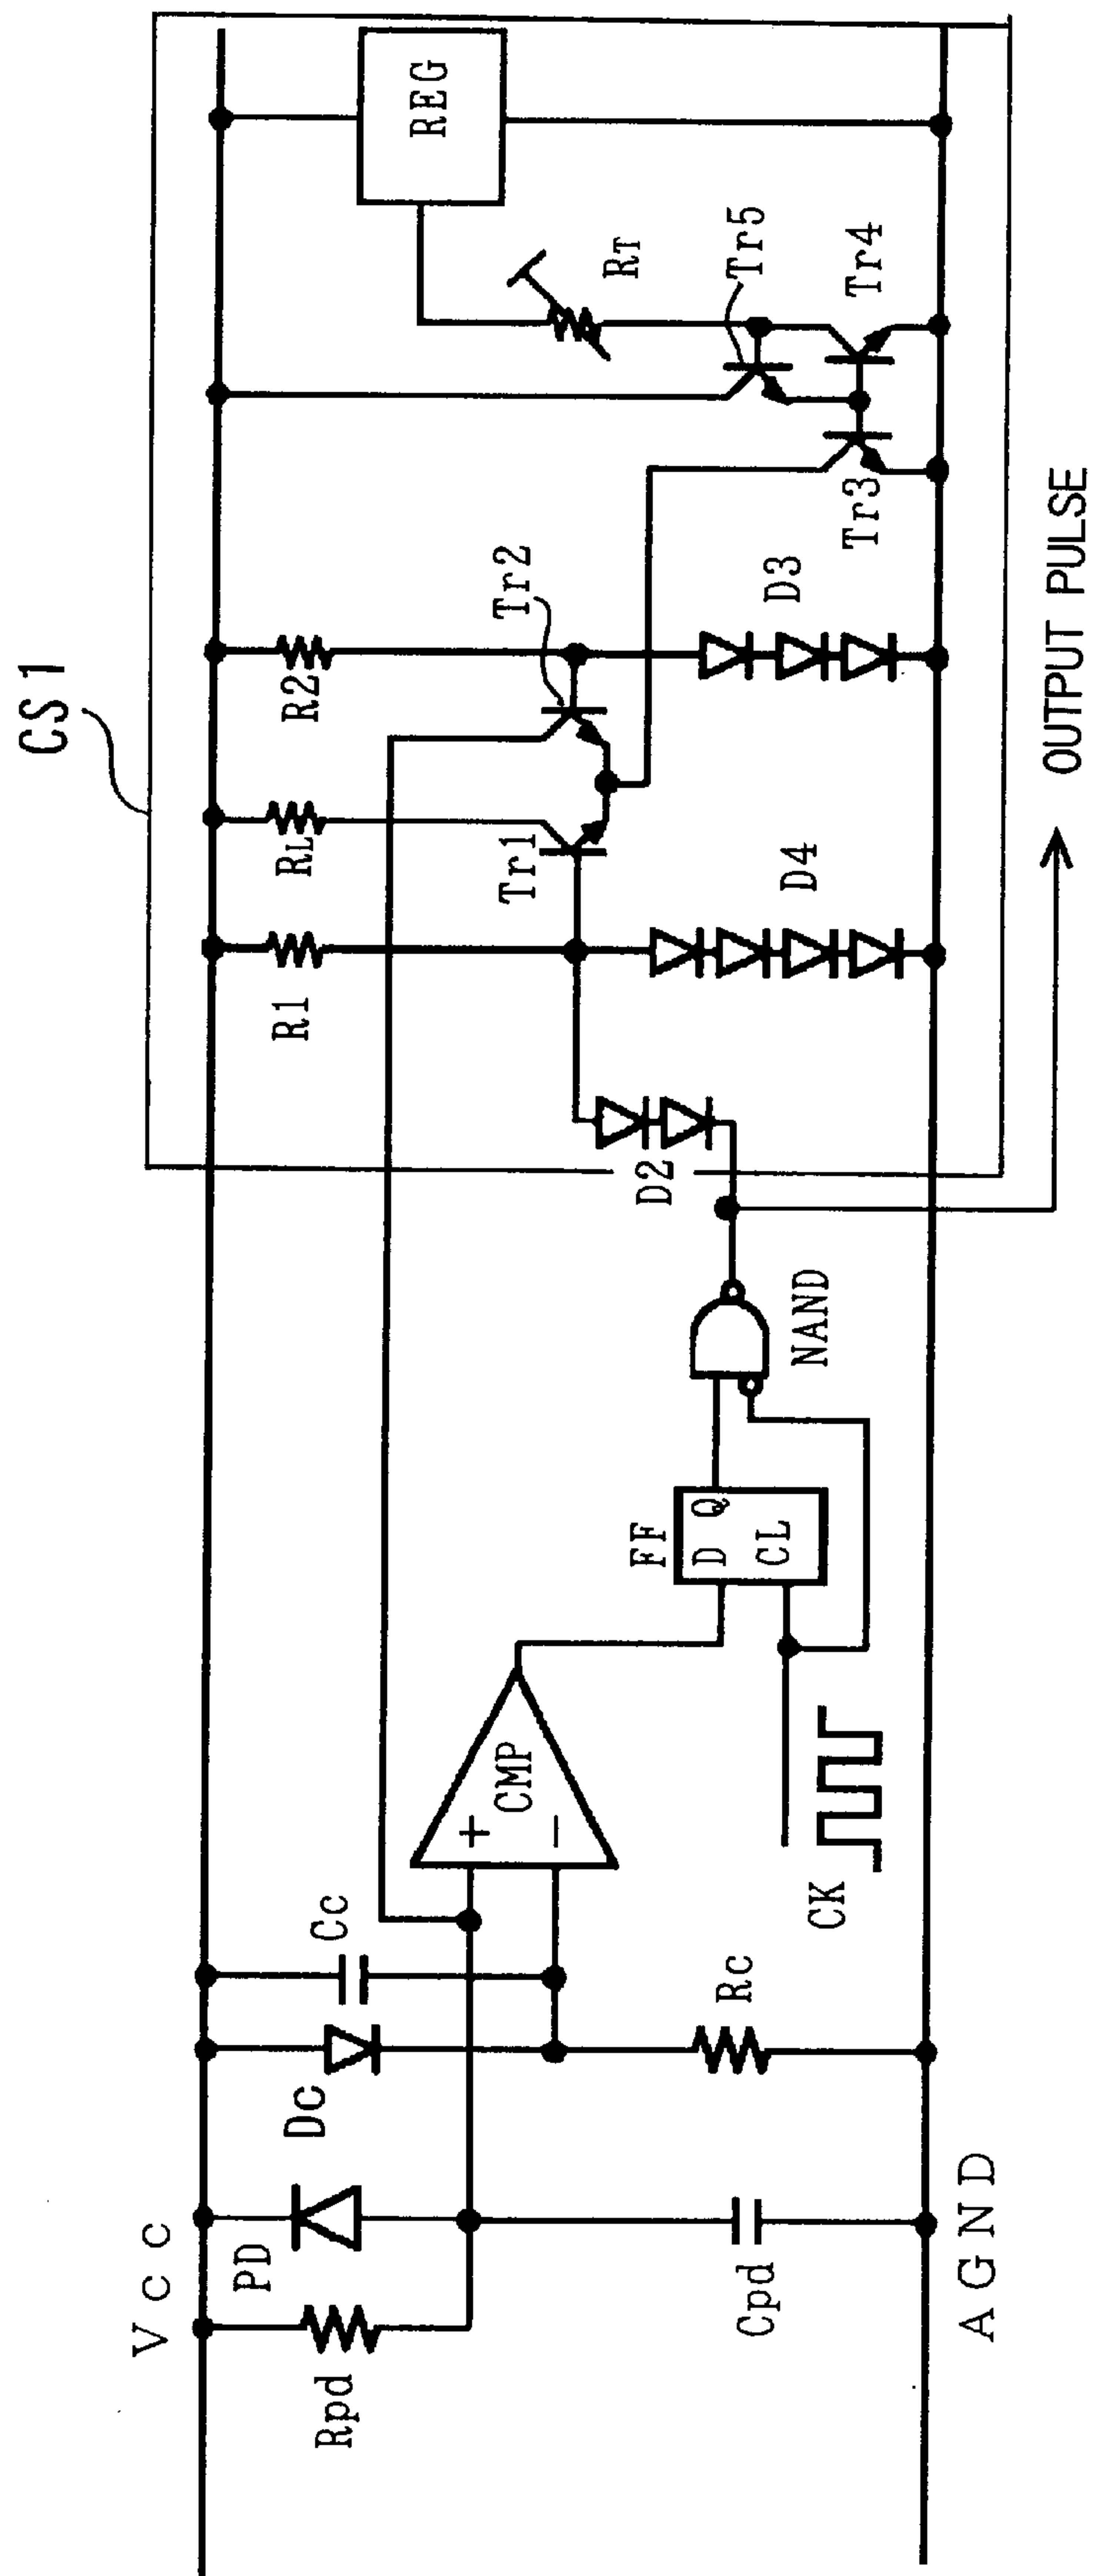 CS1
Vcc
Rpd
PD
Dc
Cc
Cpd
AGND
Rc
+
CMP
−
CK
FF
D Q
CL
NAND
D2
R1
RL
R2
Tr1
Tr2
D4
D3
REG
RT
Tr5
Tr4
Tr3
OUTPUT PULSE